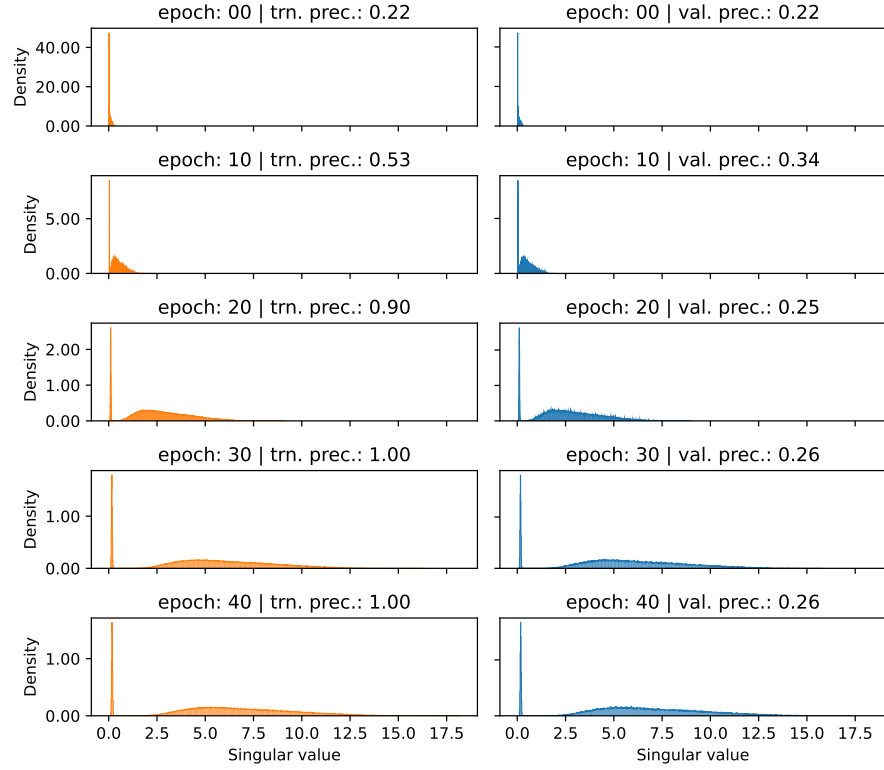 epoch: 00 | trn. prec.: 0.22
epoch: 00 | val. prec.: 0.22
Density
40.00
20.00
0.00
epoch: 10 | trn. prec.: 0.53
epoch: 10 | val. prec.: 0.34
Density
5.00
0.00
epoch: 20 | trn. prec.: 0.90
epoch: 20 | val. prec.: 0.25
Density
2.00
1.00
0.00
epoch: 30 | trn. prec.: 1.00
epoch: 30 | val. prec.: 0.26
Density
1.00
0.00
epoch: 40 | trn. prec.: 1.00
epoch: 40 | val. prec.: 0.26
Density
1.00
0.00
0.0 2.5 5.0 7.5 10.0 12.5 15.0 17.5
0.0 2.5 5.0 7.5 10.0 12.5 15.0 17.5
Singular value
Singular value